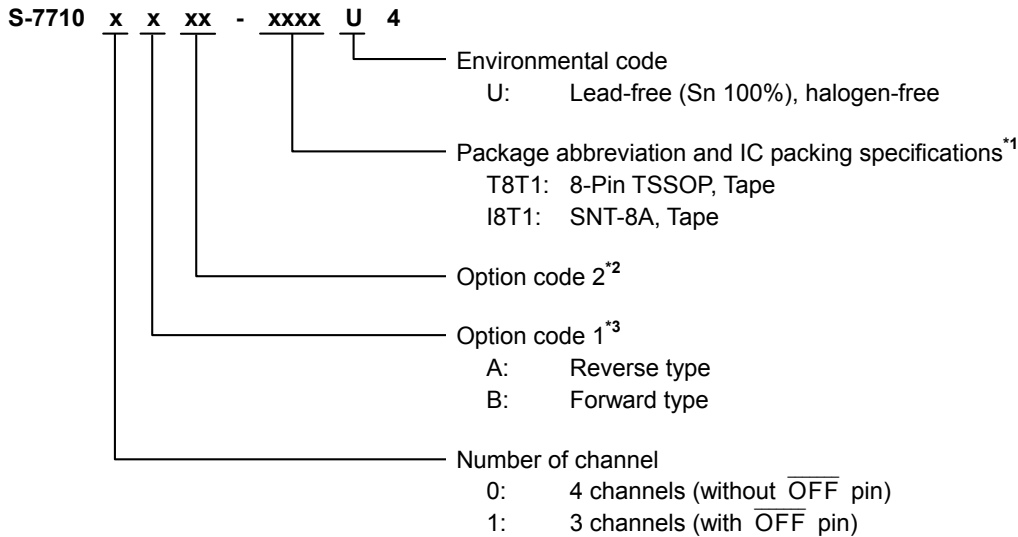 S-7710 x x xx - xxxx U 4
Environmental code
U: Lead-free (Sn 100%), halogen-free
Package abbreviation and IC packing specifications*1
T8T1: 8-Pin TSSOP, Tape
I8T1: SNT-8A, Tape
Option code 2*2
Option code 1*3
A: Reverse type
B: Forward type
Number of channel
0: 4 channels (without OFF pin)
1: 3 channels (with OFF pin)